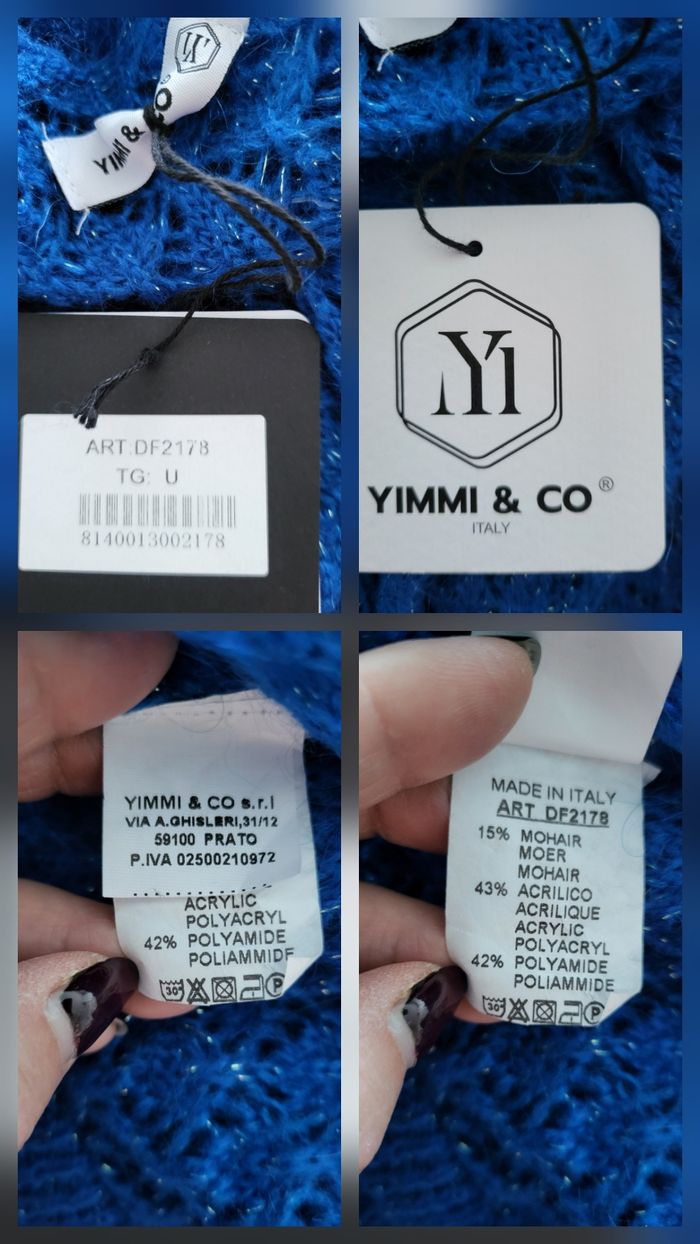 YIMMI & CO
ART:DF2178
TG: U
8140013002178
YI
YIMMI & CO ®
ITALY
YIMMI & CO s.r.l
VIA A.GHISLERI,31/12
59100 PRATO
P.IVA 02500210972
ACRYLIC
POLYACRYL
42% POLYAMIDE
POLIAMMIDE
30°
P
MADE IN ITALY
ART DF2178
15% MOHAIR
MOER
MOHAIR
43% ACRILICO
ACRILIQUE
ACRYLIC
POLYACRYL
42% POLYAMIDE
POLIAMMIDE
30°
P